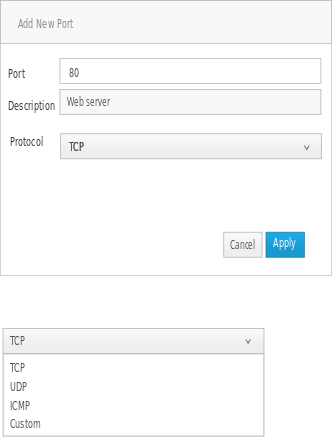 Add New Port
Port 80
Description Web server
Protocol TCP
Cancel Apply
TCP
TCP
UDP
ICMP
Custom